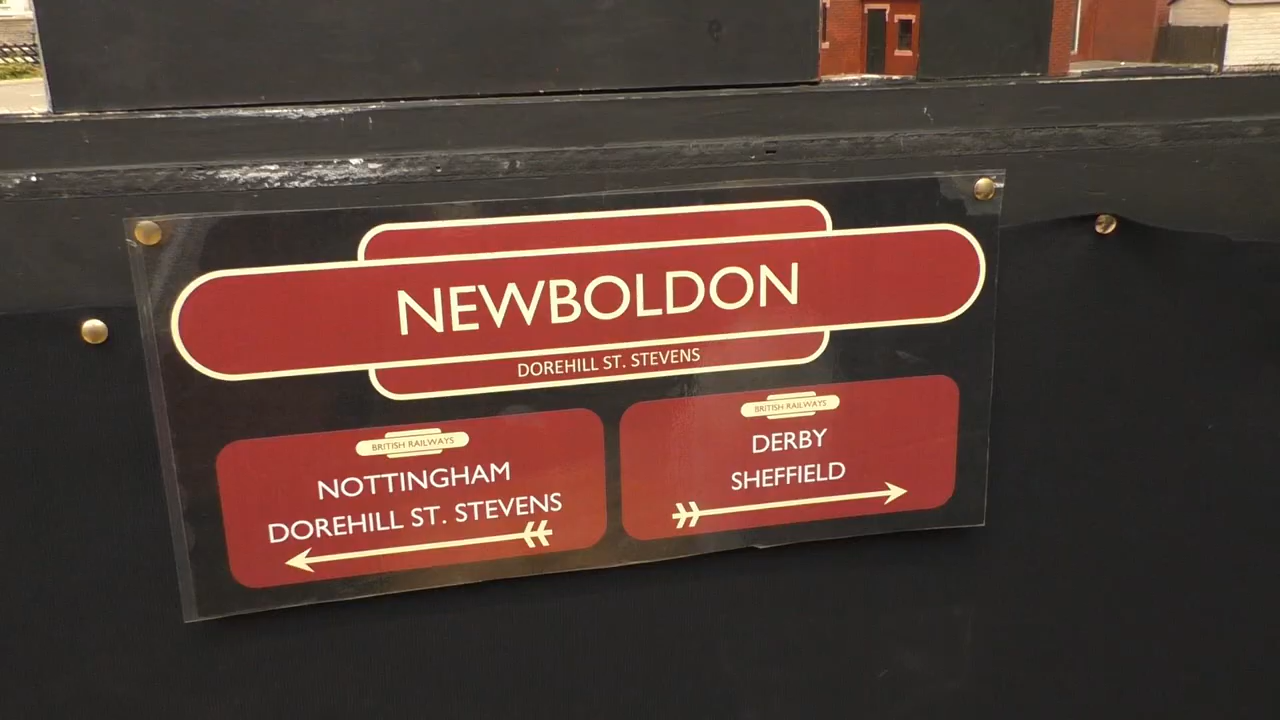 NEWBOLDON
DOREHILL ST. STEVENS
BRITISH RAILWAYS
NOTTINGHAM
DOREHILL ST. STEVENS
BRITISH RAILWAYS
DERBY
SHEFFIELD